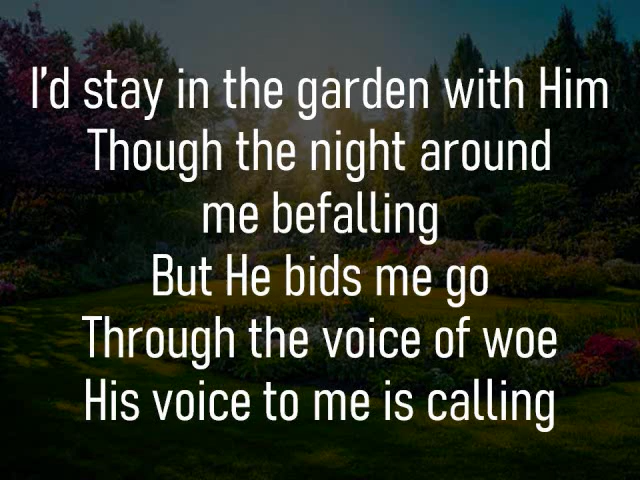 I'd stay in the garden with Him
Though the night around
me befalling
But He bids me go
Through the voice of woe
His voice to me is calling